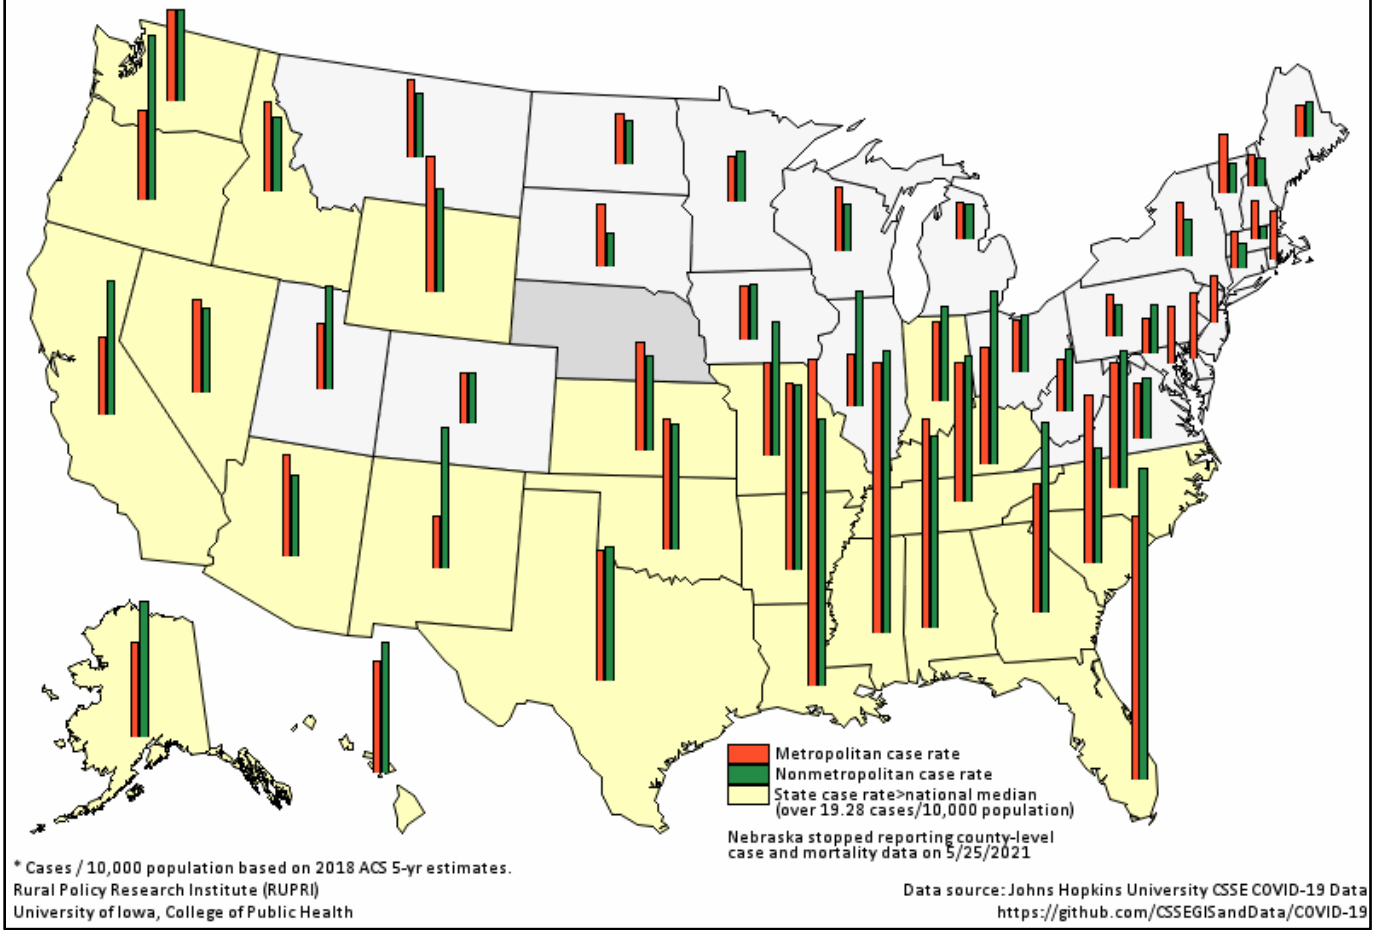 Metropolitan case rate
Nonmetropolitan case rate
State case rate>national median
(over 19.28 cases/10,000 population)
Nebraska stopped reporting county-level
case and mortality data on 5/25/2021
* Cases / 10,000 population based on 2018 ACS 5-yr estimates.
Rural Policy Research Institute (RUPRI)
University of Iowa, College of Public Health
Data source: Johns Hopkins University CSSE COVID-19 Data
https://github.com/CSSEGISandData/COVID-19